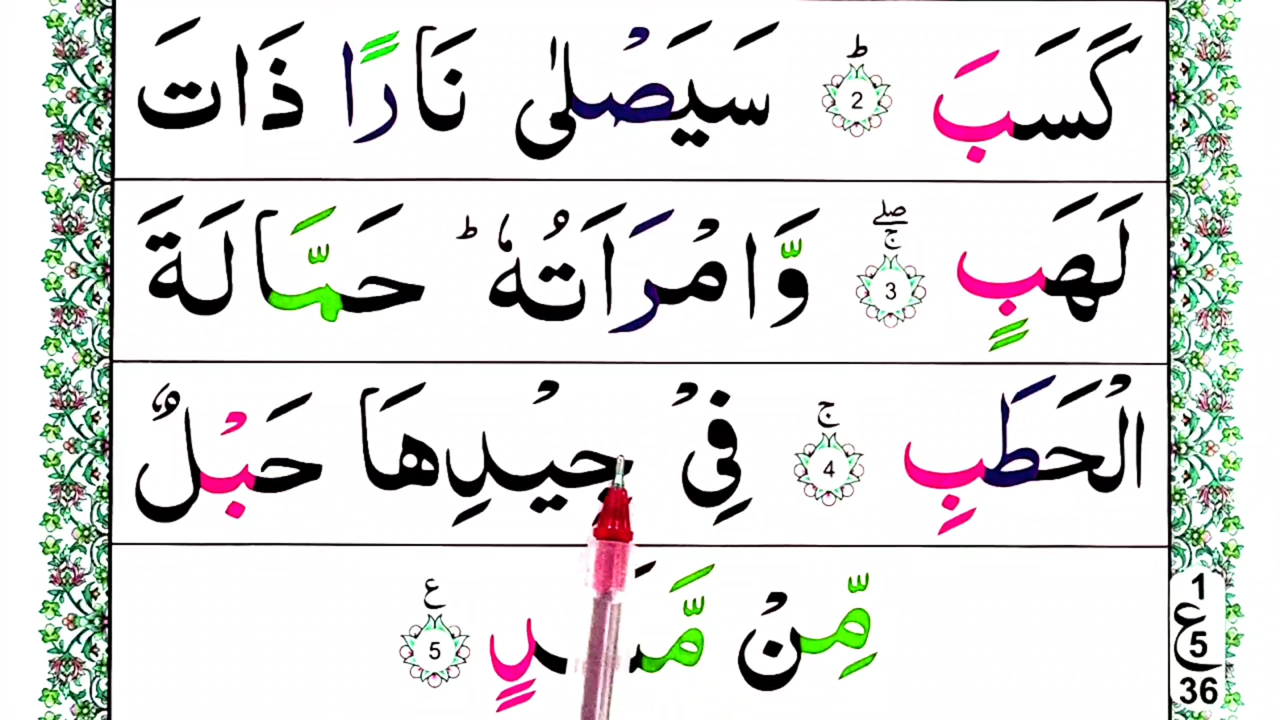 كَسَبَ ؕ 2 سَيَصْلٰى نَارًا ذَاتَ
لَهَبٍ ۖۚ 3 وَّامْرَاَتُهٗ ؕ حَمَّالَةَ
الْحَطَبِ ۚ 4 فِىْ جِيْدِهَا حَبْلٌ
مِّنْ مَّسَدٍ 5 ع
1
ع
5
36